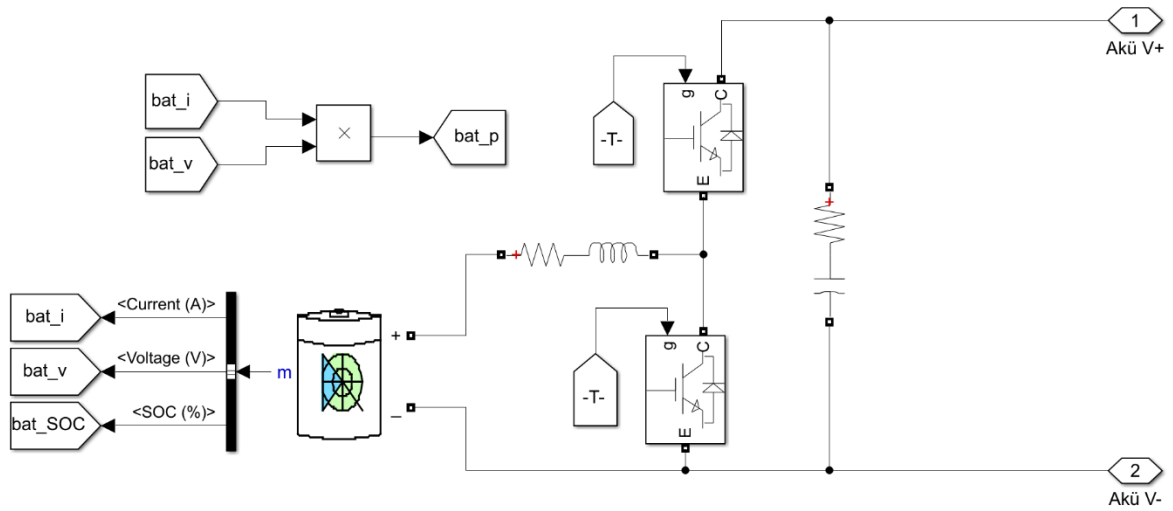 1
Akü V+
g
C
E
-T-
bat_i
bat_v
×
bat_p
+
<Current (A)>
bat_i
<Voltage (V)>
bat_v
<SOC (%)>
bat_SOC
m
+
_
g
C
E
-T-
+
2
Akü V-